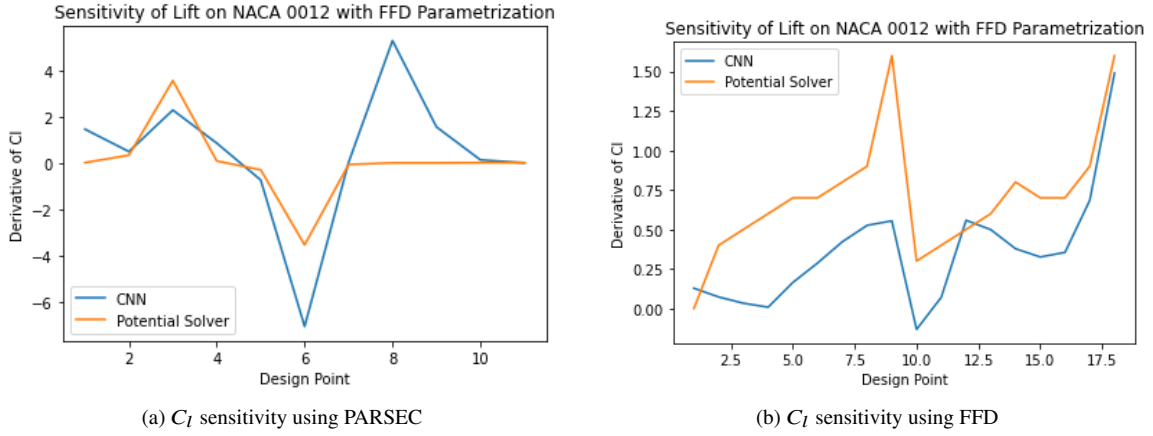 Sensitivity of Lift on NACA 0012 with FFD Parametrization
4
2
0
−2
−4
−6
Derivative of Cl
CNN
Potential Solver
2
4
6
8
10
Design Point
(a) Cl sensitivity using PARSEC
Sensitivity of Lift on NACA 0012 with FFD Parametrization
CNN
Potential Solver
1.50
1.25
1.00
0.75
0.50
0.25
0.00
Derivative of Cl
2.5
5.0
7.5
10.0
12.5
15.0
17.5
Design Point
(b) Cl sensitivity using FFD